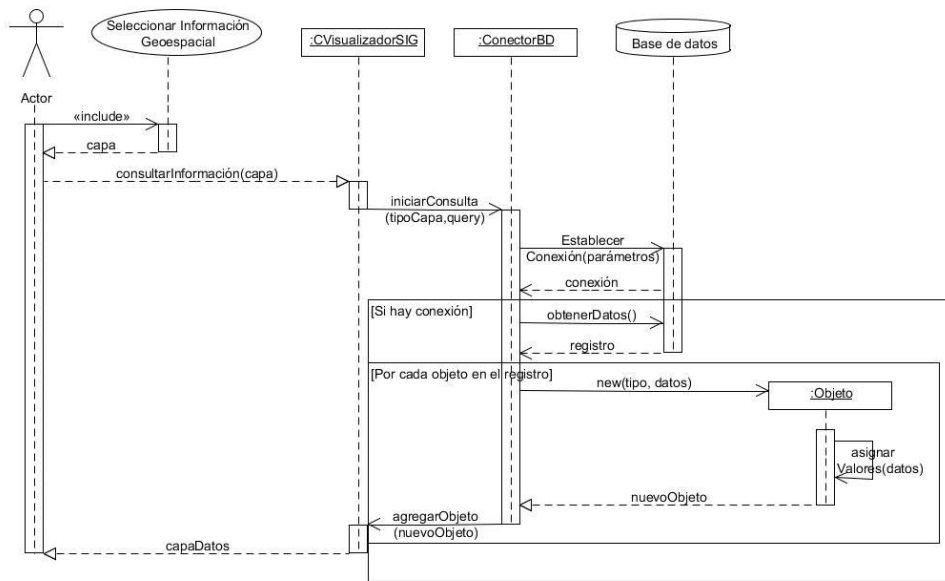 Seleccionar Información
Geoespacial
:CVisualizadorSIG
:ConectorBD
Base de datos
Actor
«include»
capa
consultarInformación(capa)
iniciarConsulta
(tipoCapa,query)
Establecer
Conexión(parámetros)
conexión
[Si hay conexión]
obtenerDatos()
registro
[Por cada objeto en el registro]
new(tipo, datos)
:Objeto
asignar
Valores(datos)
nuevoObjeto
agregarObjeto
(nuevoObjeto)
capaDatos